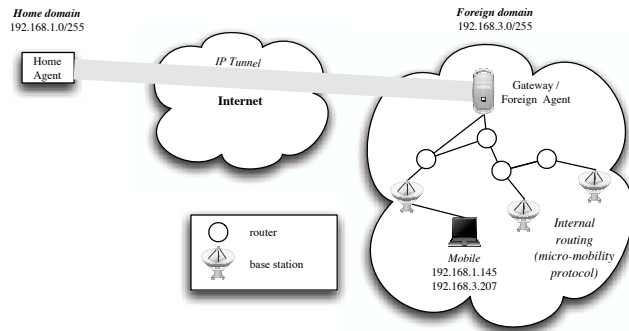 Home domain
192.168.1.0/255
Foreign domain
192.168.3.0/255
Home
Agent
IP Tunnel
Internet
Gateway /
Foreign Agent
router
base station
Mobile
192.168.1.145
192.168.3.207
Internal
routing
(micro-mobility
protocol)